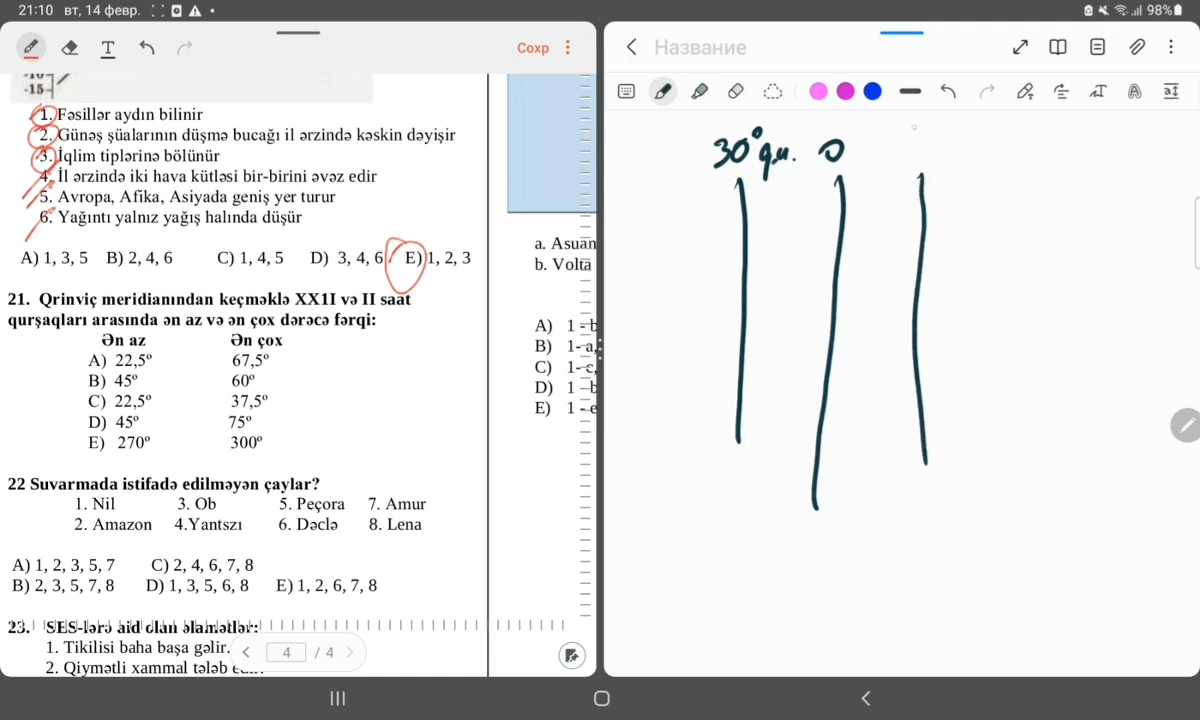 21:10 вт, 14 февр.
98%
Сохр
-15
1. Fəsillər aydın bilinir
2. Günəş şüalarının düşmə bucağı il ərzində kəskin dəyişir
3. İqlim tiplərinə bölünür
4. İl ərzində iki hava kütləsi bir-birini əvəz edir
5. Avropa, Afika, Asiyada geniş yer turur
6. Yağıntı yalnız yağış halında düşür
A) 1, 3, 5 B) 2, 4, 6 C) 1, 4, 5 D) 3, 4, 6 E) 1, 2, 3
21. Qrinviç meridianından keçməklə XX1I və II saat
qurşaqları arasında ən az və ən çox dərəcə fərqi:
Ən az Ən çox
A) 22,5º 67,5º
B) 45º 60º
C) 22,5º 37,5º
D) 45º 75º
E) 270º 300º
22 Suvarmada istifadə edilməyən çaylar?
1. Nil 3. Ob 5. Peçora 7. Amur
2. Amazon 4.Yantszı 6. Dəclə 8. Lena
A) 1, 2, 3, 5, 7 C) 2, 4, 6, 7, 8
B) 2, 3, 5, 7, 8 D) 1, 3, 5, 6, 8 E) 1, 2, 6, 7, 8
23. SES-lərə aid olan əlamətlər:
1. Tikilisi baha başa gəlir.
2. Qiymətli xammal tələb
4 / 4
a. Asuan
b. Volta
A) 1 - b
B) 1- a,
C) 1- c,
D) 1 - b
E) 1 - e
Название
30° q.u. 0